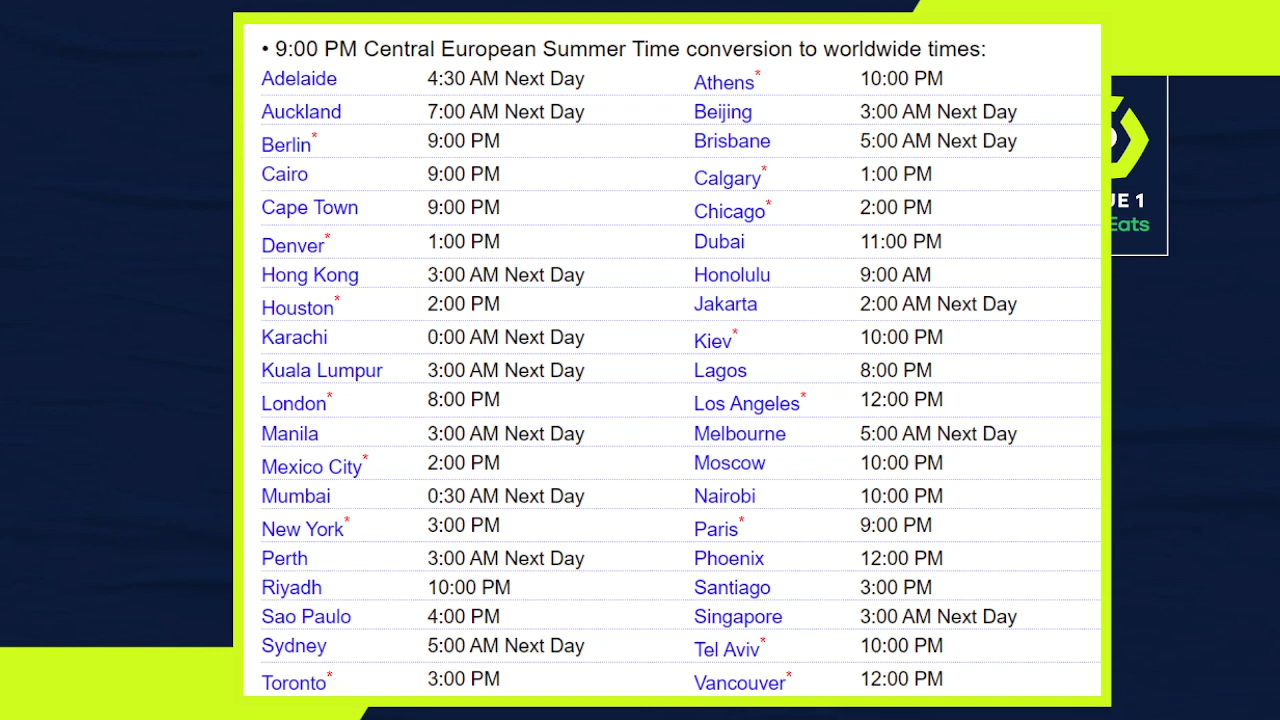 • 9:00 PM Central European Summer Time conversion to worldwide times:
Adelaide 4:30 AM Next Day Athens* 10:00 PM
Auckland 7:00 AM Next Day Beijing 3:00 AM Next Day
Berlin* 9:00 PM Brisbane 5:00 AM Next Day
Cairo 9:00 PM Calgary* 1:00 PM
Cape Town 9:00 PM Chicago* 2:00 PM
Denver* 1:00 PM Dubai 11:00 PM
Hong Kong 3:00 AM Next Day Honolulu 9:00 AM
Houston* 2:00 PM Jakarta 2:00 AM Next Day
Karachi 0:00 AM Next Day Kiev* 10:00 PM
Kuala Lumpur 3:00 AM Next Day Lagos 8:00 PM
London* 8:00 PM Los Angeles* 12:00 PM
Manila 3:00 AM Next Day Melbourne 5:00 AM Next Day
Mexico City* 2:00 PM Moscow 10:00 PM
Mumbai 0:30 AM Next Day Nairobi 10:00 PM
New York* 3:00 PM Paris* 9:00 PM
Perth 3:00 AM Next Day Phoenix 12:00 PM
Riyadh 10:00 PM Santiago 3:00 PM
Sao Paulo 4:00 PM Singapore 3:00 AM Next Day
Sydney 5:00 AM Next Day Tel Aviv* 10:00 PM
Toronto* 3:00 PM Vancouver* 12:00 PM
UE 1
Eats